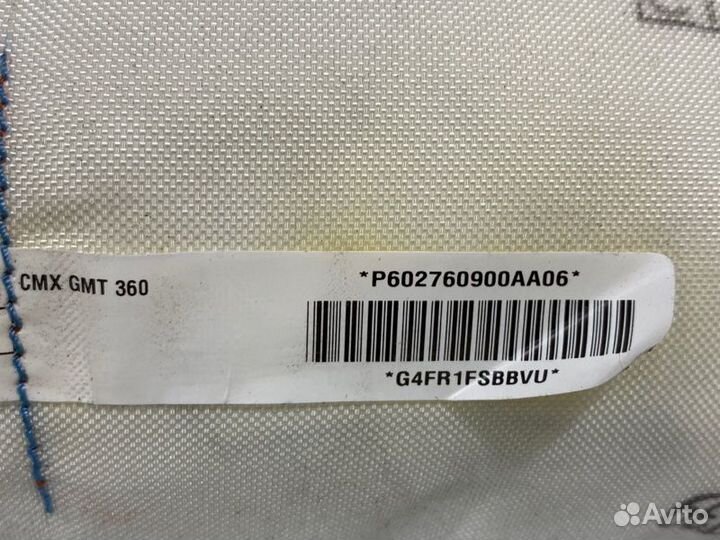 CMX GMT 360
*P602760900AA06*
*G4FR1FSBBVU*
Avito